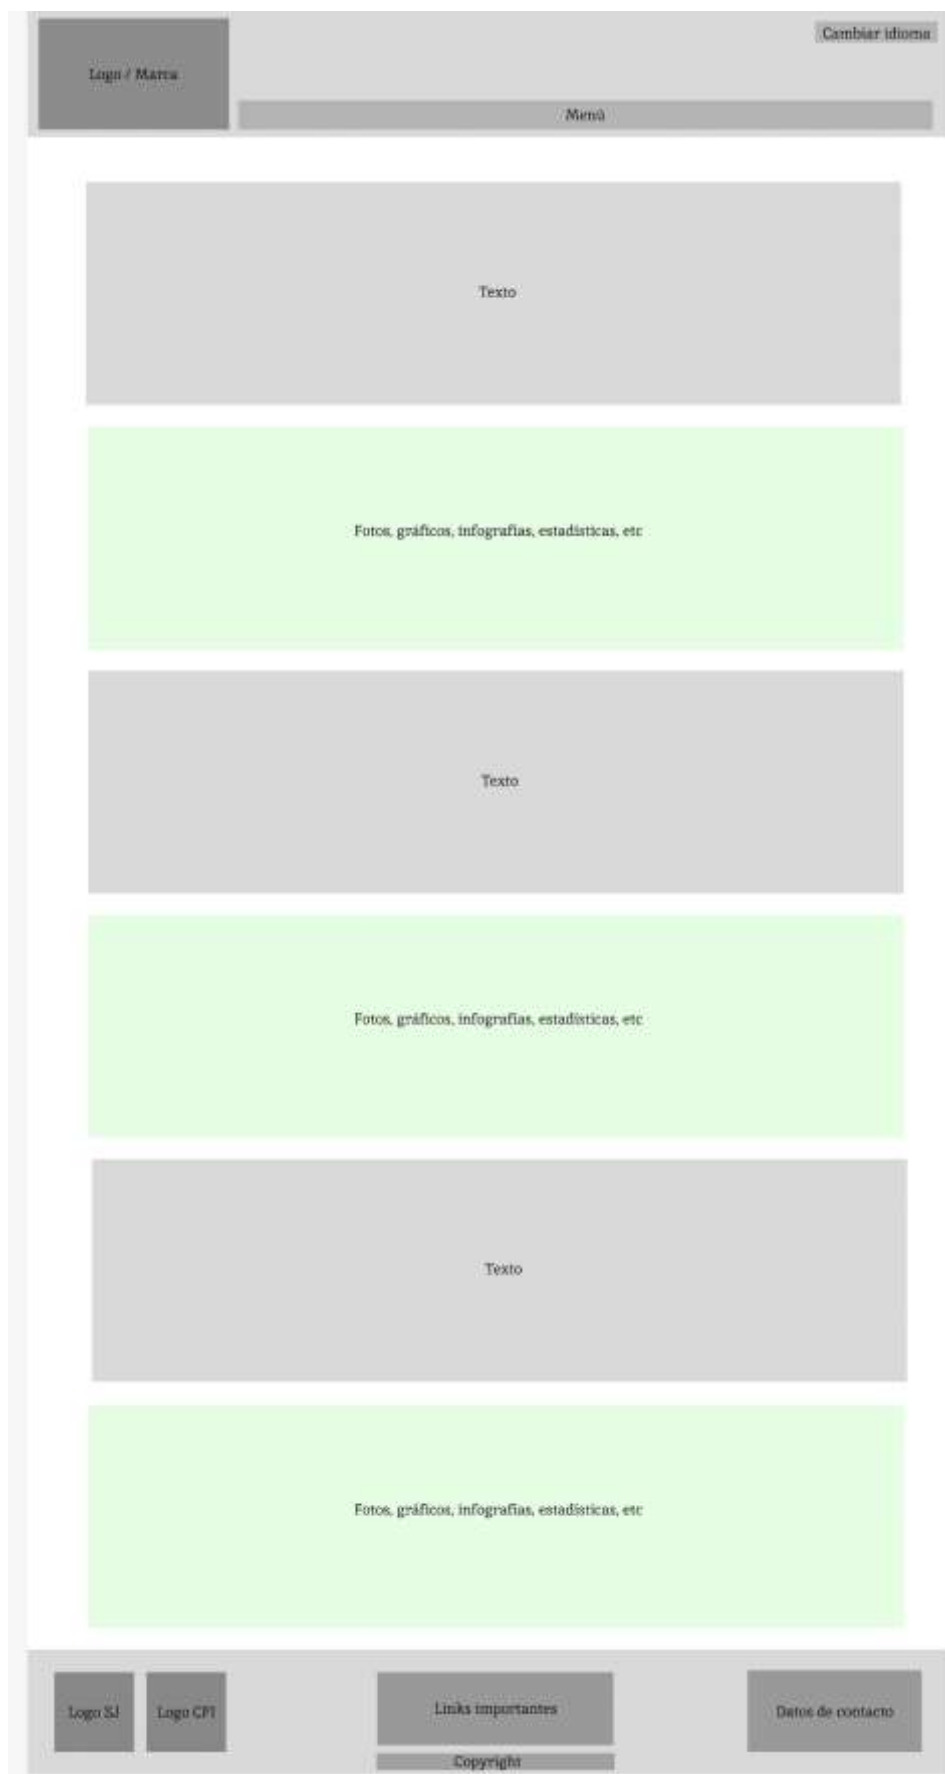 Cambiar idioma
Logo / Marca
Menú
Texto
Fotos, gráficos, infografías, estadísticas, etc
Texto
Fotos, gráficos, infografías, estadísticas, etc
Texto
Fotos, gráficos, infografías, estadísticas, etc
Logo SJ
Logo CPI
Links importantes
Datos de contacto
Copyright